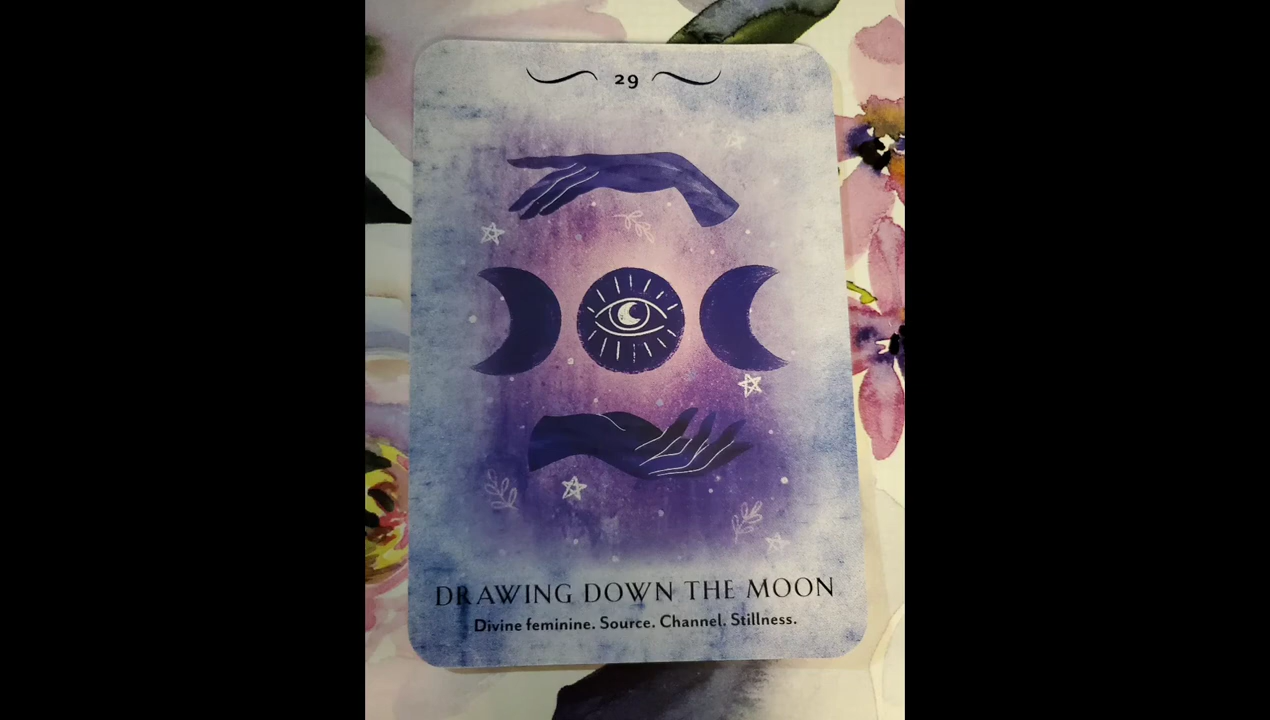 29
DRAWING DOWN THE MOON
Divine feminine. Source. Channel. Stillness.